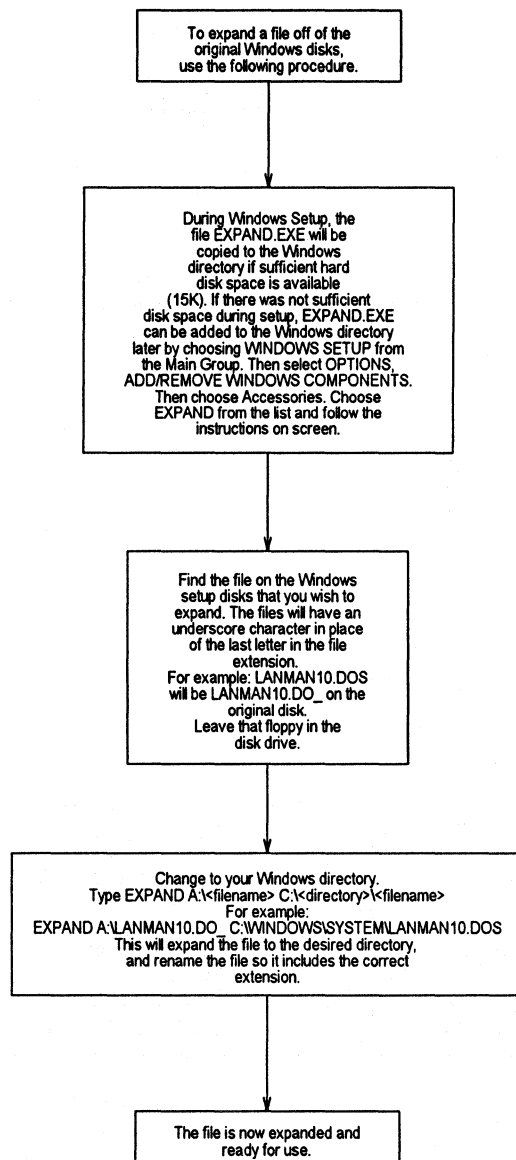 To expand a file off of the
original Windows disks,
use the following procedure.
During Windows Setup, the
file EXPAND.EXE will be
copied to the Windows
directory if sufficient hard
disk space is available
(15K). If there was not sufficient
disk space during setup, EXPAND.EXE
can be added to the Windows directory
later by choosing WINDOWS SETUP from
the Main Group. Then select OPTIONS,
ADD/REMOVE WINDOWS COMPONENTS.
Then choose Accessories. Choose
EXPAND from the list and follow the
instructions on screen.
Find the file on the Windows
setup disks that you wish to
expand. The files will have an
underscore character in place
of the last letter in the file
extension.
For example: LANMAN10.DOS
will be LANMAN10.DO_ on the
original disk.
Leave that floppy in the
disk drive.
Change to your Windows directory.
Type EXPAND A:\<filename> C:\<directory>\<filename>
For example:
EXPAND A:\LANMAN10.DO_ C:\WINDOWS\SYSTEM\LANMAN10.DOS
This will expand the file to the desired directory,
and rename the file so it includes the correct
extension.
The file is now expanded and
ready for use.